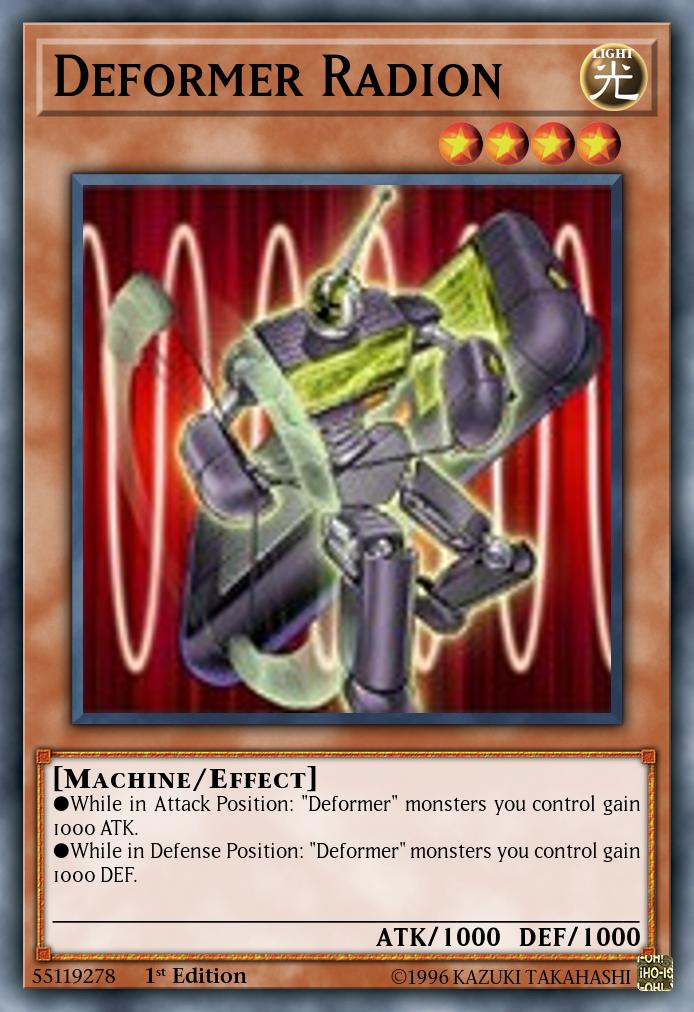 Deformer Radion
LIGHT
光
[Machine/Effect]
●While in Attack Position: "Deformer" monsters you control gain
1000 ATK.
●While in Defense Position: "Deformer" monsters you control gain
1000 DEF.
ATK/1000 DEF/1000
55119278 1st Edition ©1996 KAZUKI TAKAHASHI